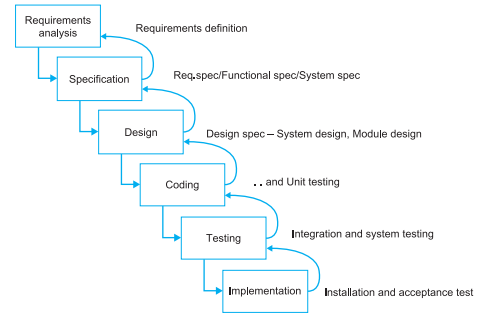 Requirements
analysis
Requirements definition
Specification
Req.spec/Functional spec/System spec
Design
Design spec – System design, Module design
Coding
. . and Unit testing
Testing
Integration and system testing
Implementation
Installation and acceptance test